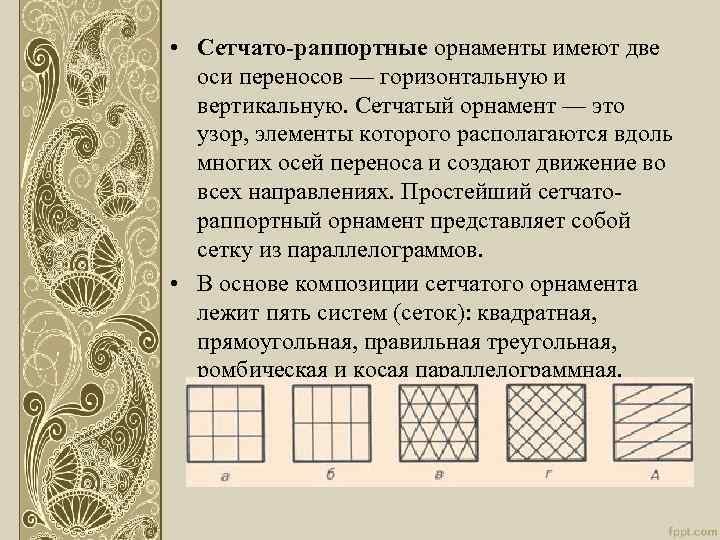 • Сетчато-раппортные орнаменты имеют две
оси переносов — горизонтальную и
вертикальную. Сетчатый орнамент — это
узор, элементы которого располагаются вдоль
многих осей переноса и создают движение во
всех направлениях. Простейший сетчато-
раппортный орнамент представляет собой
сетку из параллелограммов.
• В основе композиции сетчатого орнамента
лежит пять систем (сеток): квадратная,
прямоугольная, правильная треугольная,
ромбическая и косая параллелограммная.
а б в г А
fppt.com